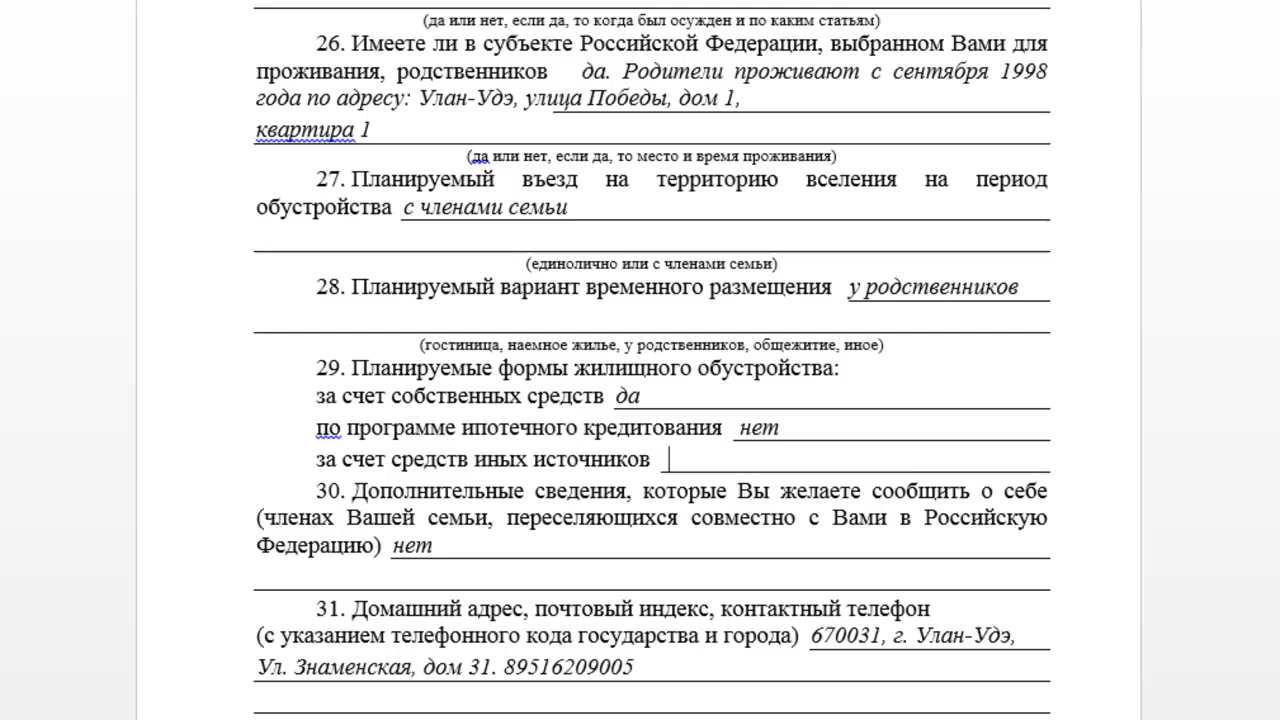 (да или нет, если да, то когда был осужден и по каким статьям)
26. Имеете ли в субъекте Российской Федерации, выбранном Вами для
проживания, родственников да. Родители проживают с сентября 1998
года по адресу: Улан-Удэ, улица Победы, дом 1,
квартира 1
(да или нет, если да, то место и время проживания)
27. Планируемый въезд на территорию вселения на период
обустройства с членами семьи
(единолично или с членами семьи)
28. Планируемый вариант временного размещения у родственников
(гостиница, наемное жилье, у родственников, общежитие, иное)
29. Планируемые формы жилищного обустройства:
за счет собственных средств да
по программе ипотечного кредитования нет
за счет средств иных источников
30. Дополнительные сведения, которые Вы желаете сообщить о себе
(членах Вашей семьи, переселяющихся совместно с Вами в Российскую
Федерацию) нет
31. Домашний адрес, почтовый индекс, контактный телефон
(с указанием телефонного кода государства и города) 670031, г. Улан-Удэ,
Ул. Знаменская, дом 31. 89516209005